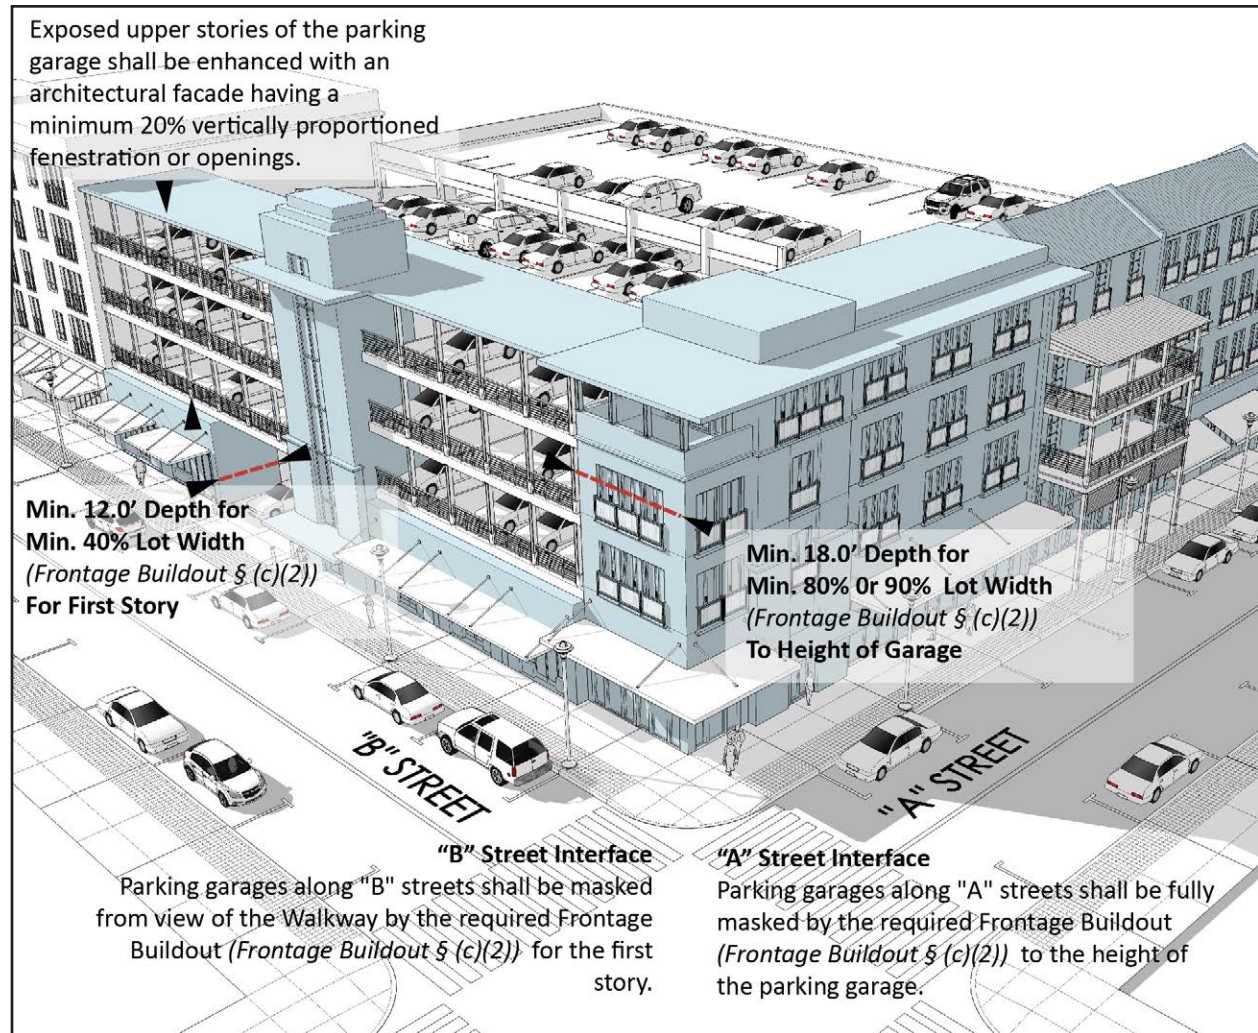 Exposed upper stories of the parking
garage shall be enhanced with an
architectural facade having a
minimum 20% vertically proportioned
fenestration or openings.
Min. 12.0’ Depth for
Min. 40% Lot Width
(Frontage Buildout § (c)(2))
For First Story
Min. 18.0’ Depth for
Min. 80% 0r 90% Lot Width
(Frontage Buildout § (c)(2))
To Height of Garage
"B" STREET
"A" STREET
“B” Street Interface
Parking garages along "B" streets shall be masked
from view of the Walkway by the required Frontage
Buildout (Frontage Buildout § (c)(2)) for the first
story.
“A” Street Interface
Parking garages along "A" streets shall be fully
masked by the required Frontage Buildout
(Frontage Buildout § (c)(2)) to the height of
the parking garage.